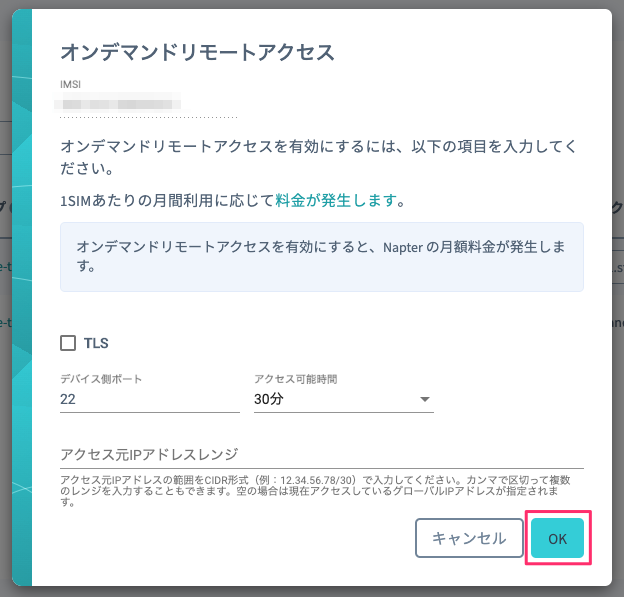 オンデマンドリモートアクセス
IMSI
オンデマンドリモートアクセスを有効にするには、以下の項目を入力してく
ださい。
1SIMあたりの月間利用に応じて料金が発生します。
オンデマンドリモートアクセスを有効にすると、Napter の月額料金が発生しま
す。
TLS
デバイス側ポート
アクセス可能時間
22
30分
アクセス元IPアドレスレンジ
アクセス元IPアドレスの範囲をCIDR形式（例：12.34.56.78/30）で入力してください。カンマで区切って複数
のレンジを入力することもできます。空の場合は現在アクセスしているグローバルIPアドレスが指定されま
す。
キャンセル
OK